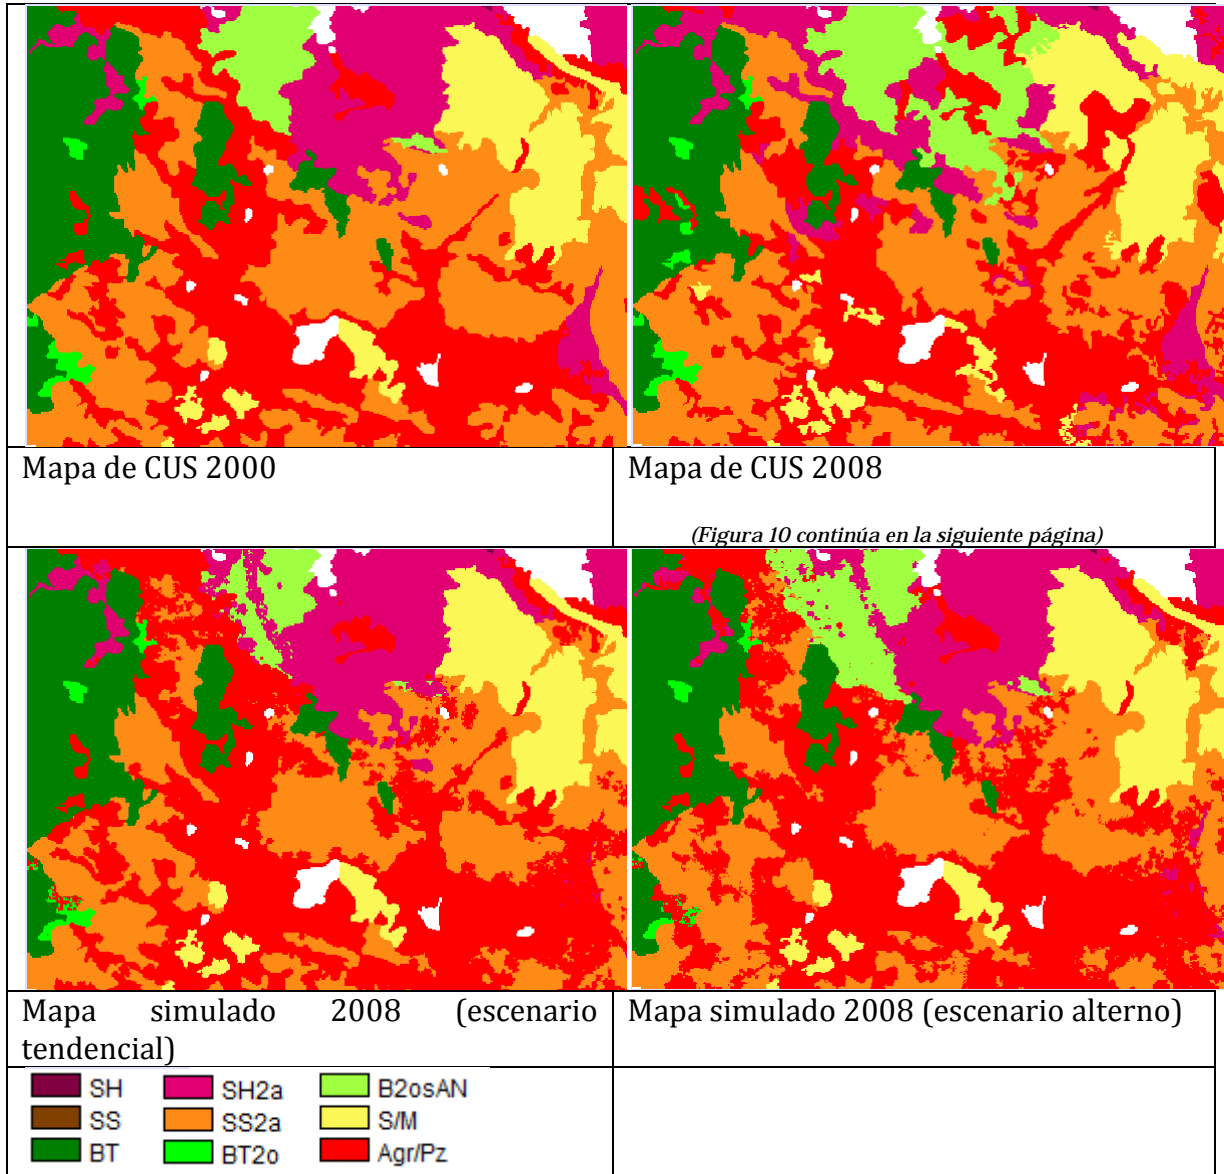 Mapa de CUS 2000
Mapa de CUS 2008
(Figura 10 continúa en la siguiente página)
Mapa simulado 2008 (escenario
tendencial)
Mapa simulado 2008 (escenario alterno)
SH
SS
BT
SH2a
SS2a
BT2o
B2osAN
S/M
Agr/Pz